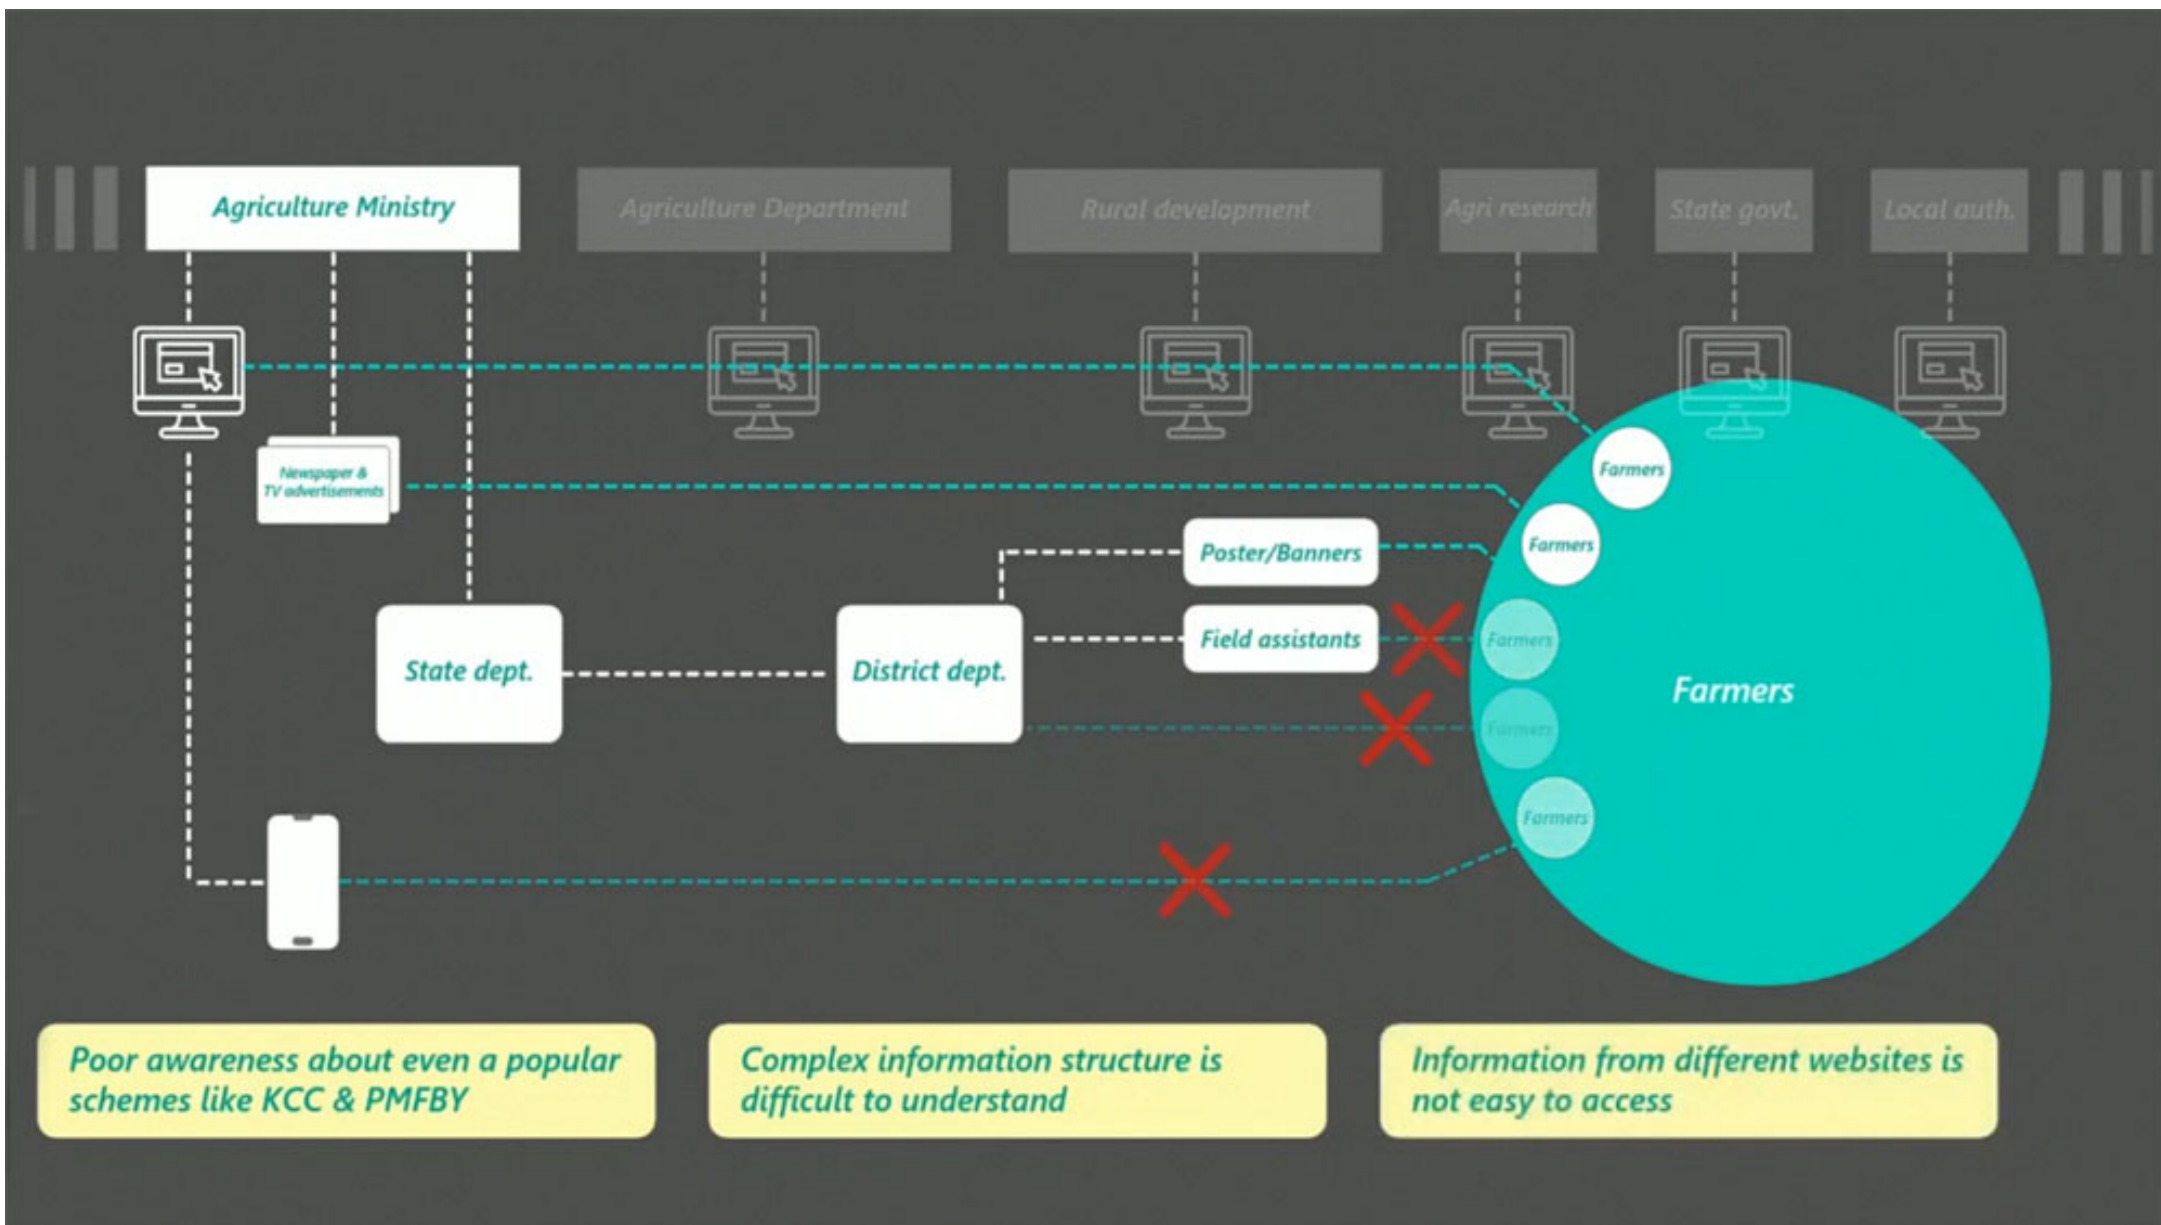 Agriculture Ministry
Agriculture Department
Rural development
Agri research
State govt.
Local auth.
Newspaper &
TV advertisements
Farmers
Farmers
Poster/Banners
Field assistants
Farmers
State dept.
District dept.
Farmers
Farmers
Farmers
Poor awareness about even a popular
schemes like KCC & PMFBY
Complex information structure is
difficult to understand
Information from different websites is
not easy to access